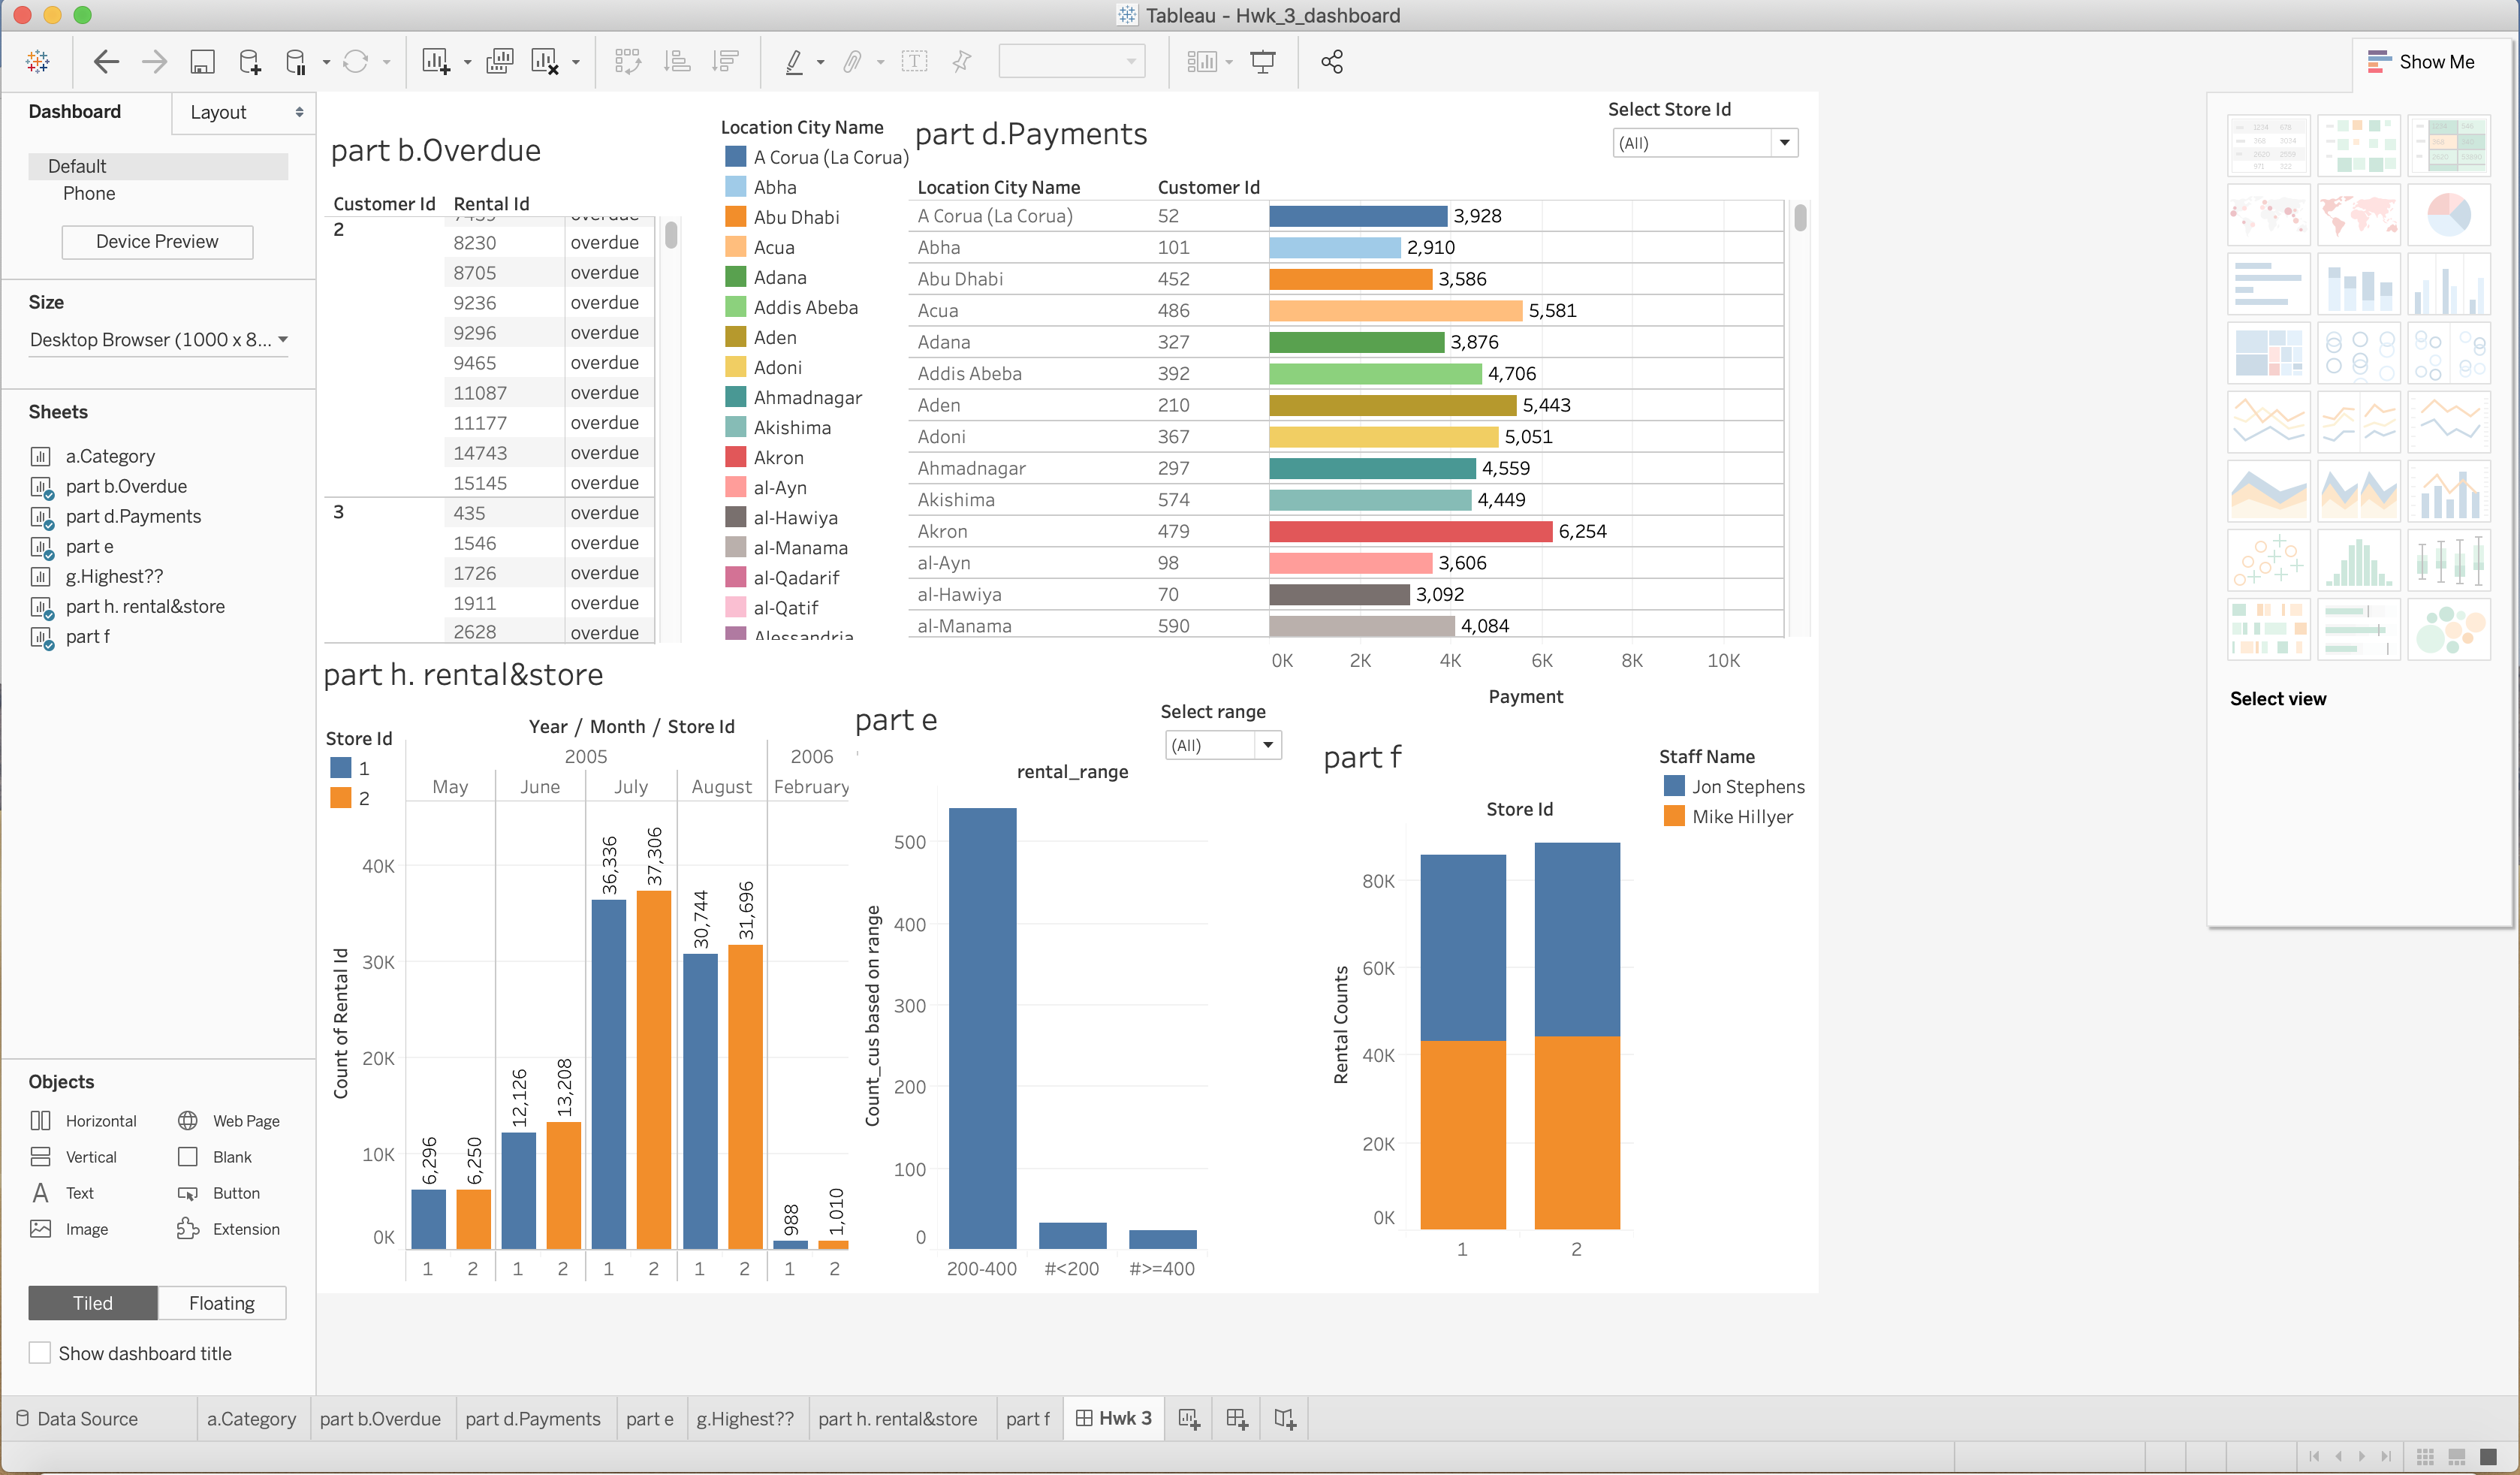 Tableau - Hwk_3_dashboard
Show Me
Dashboard
Layout
Default
Phone
Device Preview
Size
Desktop Browser (1000 x 8...
Sheets
a.Category
part b.Overdue
part d.Payments
part e
g.Highest??
part h. rental&store
part f
Objects
Horizontal
Web Page
Vertical
Blank
Text
Button
Image
Extension
Tiled
Floating
Show dashboard title
part b.Overdue
Customer Id Rental Id
2
8230 overdue
8705 overdue
9236 overdue
9296 overdue
9465 overdue
11087 overdue
11177 overdue
14743 overdue
15145 overdue
3 435 overdue
1546 overdue
1726 overdue
1911 overdue
2628 overdue
Location City Name
A Corua (La Corua)
Abha
Abu Dhabi
Acua
Adana
Addis Abeba
Aden
Adoni
Ahmadnagar
Akishima
Akron
al-Ayn
al-Hawiya
al-Manama
al-Qadarif
al-Qatif
Alessandria
part d.Payments
Select Store Id
(All)
Location City Name Customer Id
A Corua (La Corua) 52 3,928
Abha 101 2,910
Abu Dhabi 452 3,586
Acua 486 5,581
Adana 327 3,876
Addis Abeba 392 4,706
Aden 210 5,443
Adoni 367 5,051
Ahmadnagar 297 4,559
Akishima 574 4,449
Akron 479 6,254
al-Ayn 98 3,606
al-Hawiya 70 3,092
al-Manama 590 4,084
0K 2K 4K 6K 8K 10K
Payment
part h. rental&store
Store Id
1
2
Year / Month / Store Id
2005 2006
May June July August February
Count of Rental Id
40K
30K
20K
10K
0K
6,296
6,250
12,126
13,208
36,336
37,306
30,744
31,696
988
1,010
1 2 1 2 1 2 1 2 1 2
part e
Select range
(All)
rental_range
Count_cus based on range
500
400
300
200
100
0
200-400 #<200 #>=400
part f
Staff Name
Jon Stephens
Mike Hillyer
Store Id
Rental Counts
80K
60K
40K
20K
0K
1 2
Select view
Data Source
a.Category
part b.Overdue
part d.Payments
part e
g.Highest??
part h. rental&store
part f
Hwk 3